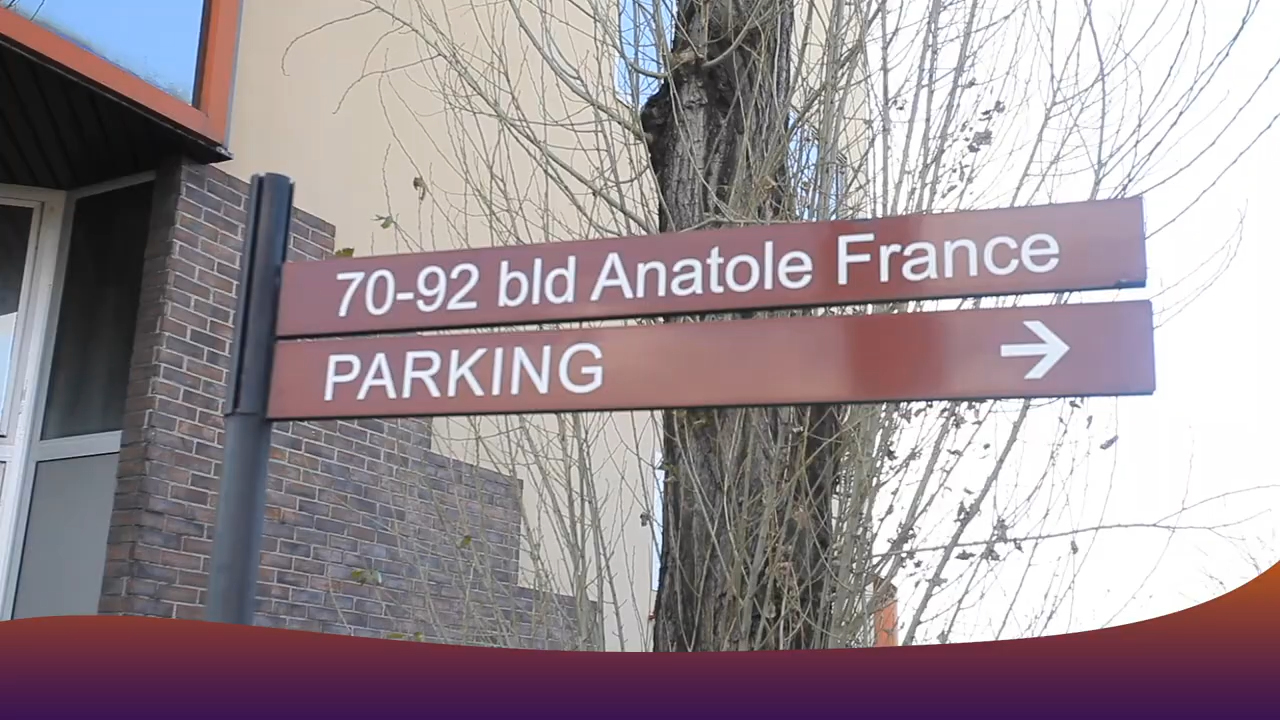 70-92 bld Anatole France
PARKING →